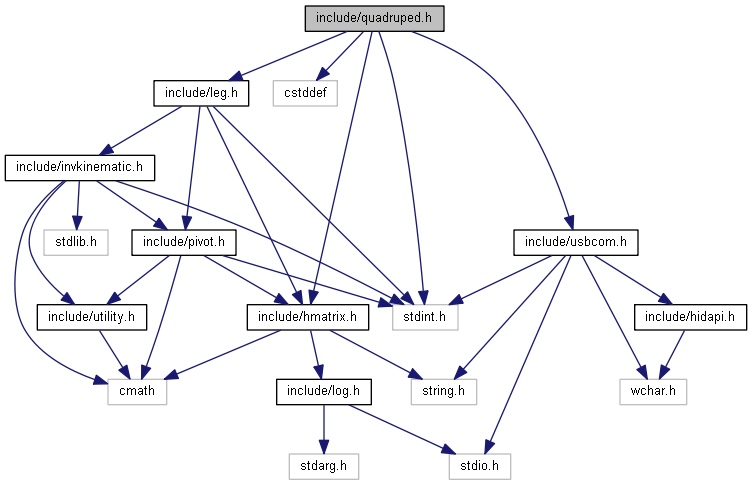 include/quadruped.h
include/leg.h
cstddef
include/invkinematic.h
stdlib.h
include/pivot.h
include/usbcom.h
include/utility.h
include/hmatrix.h
stdint.h
include/hidapi.h
cmath
include/log.h
string.h
wchar.h
stdarg.h
stdio.h